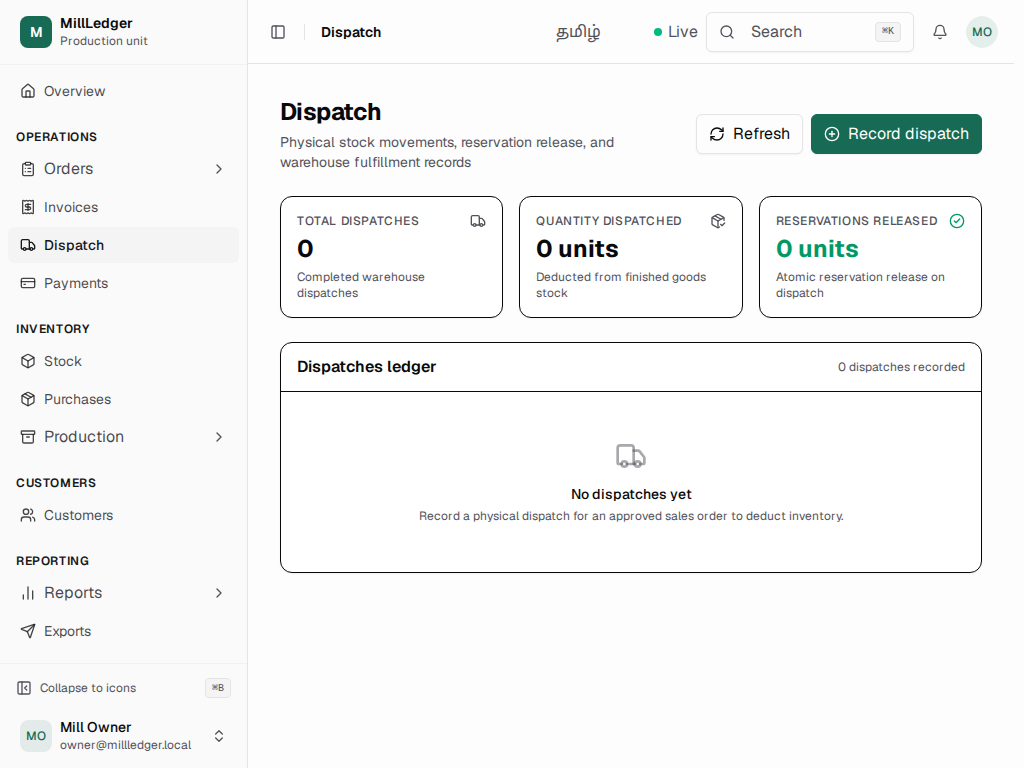 M
MillLedger
Production unit
Overview
OPERATIONS
Orders
Invoices
Dispatch
Payments
INVENTORY
Stock
Purchases
Production
CUSTOMERS
Customers
REPORTING
Reports
Exports
Collapse to icons
⌘B
MO
Mill Owner
owner@millledger.local
Dispatch
தமிழ்
Live
Search
⌘K
MO
Dispatch
Physical stock movements, reservation release, and
warehouse fulfillment records
Refresh
Record dispatch
TOTAL DISPATCHES
0
Completed warehouse
dispatches
QUANTITY DISPATCHED
0 units
Deducted from finished goods
stock
RESERVATIONS RELEASED
0 units
Atomic reservation release on
dispatch
Dispatches ledger
0 dispatches recorded
No dispatches yet
Record a physical dispatch for an approved sales order to deduct inventory.